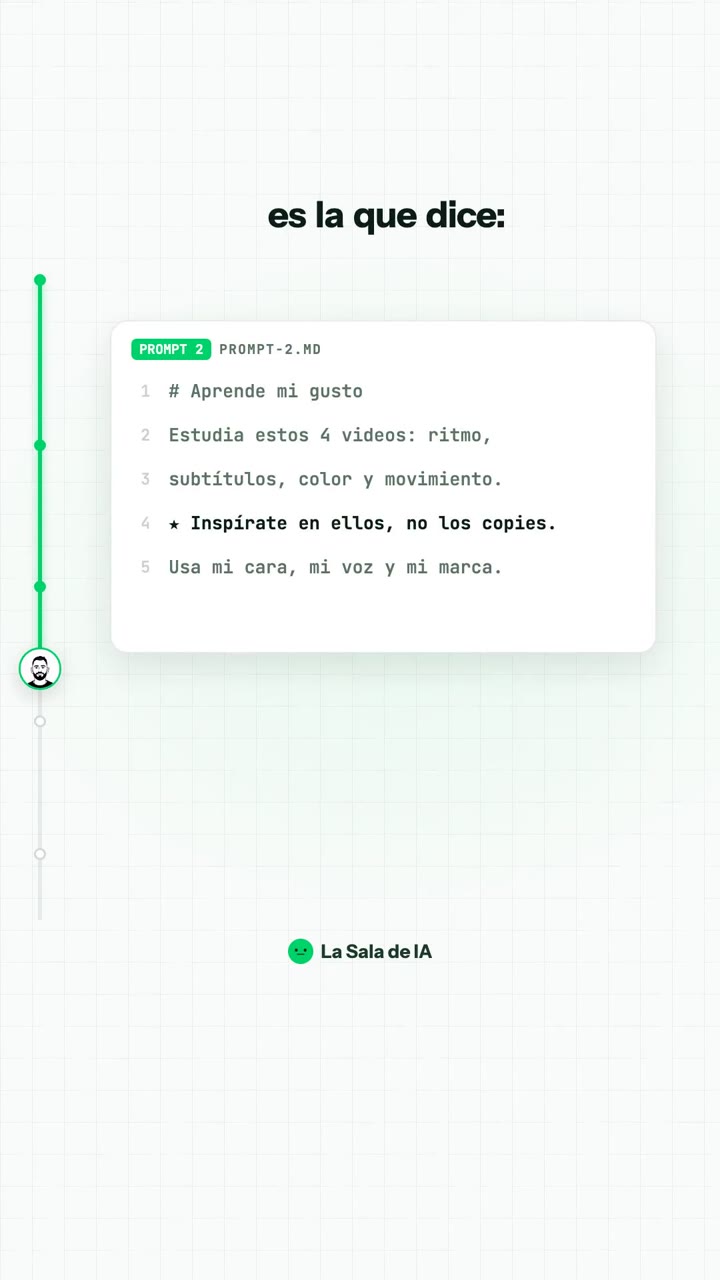 es la que dice:
PROMPT 2 PROMPT-2.MD
1 # Aprende mi gusto
2 Estudia estos 4 videos: ritmo,
3 subtítulos, color y movimiento.
4 ★ Inspírate en ellos, no los copies.
5 Usa mi cara, mi voz y mi marca.
La Sala de IA